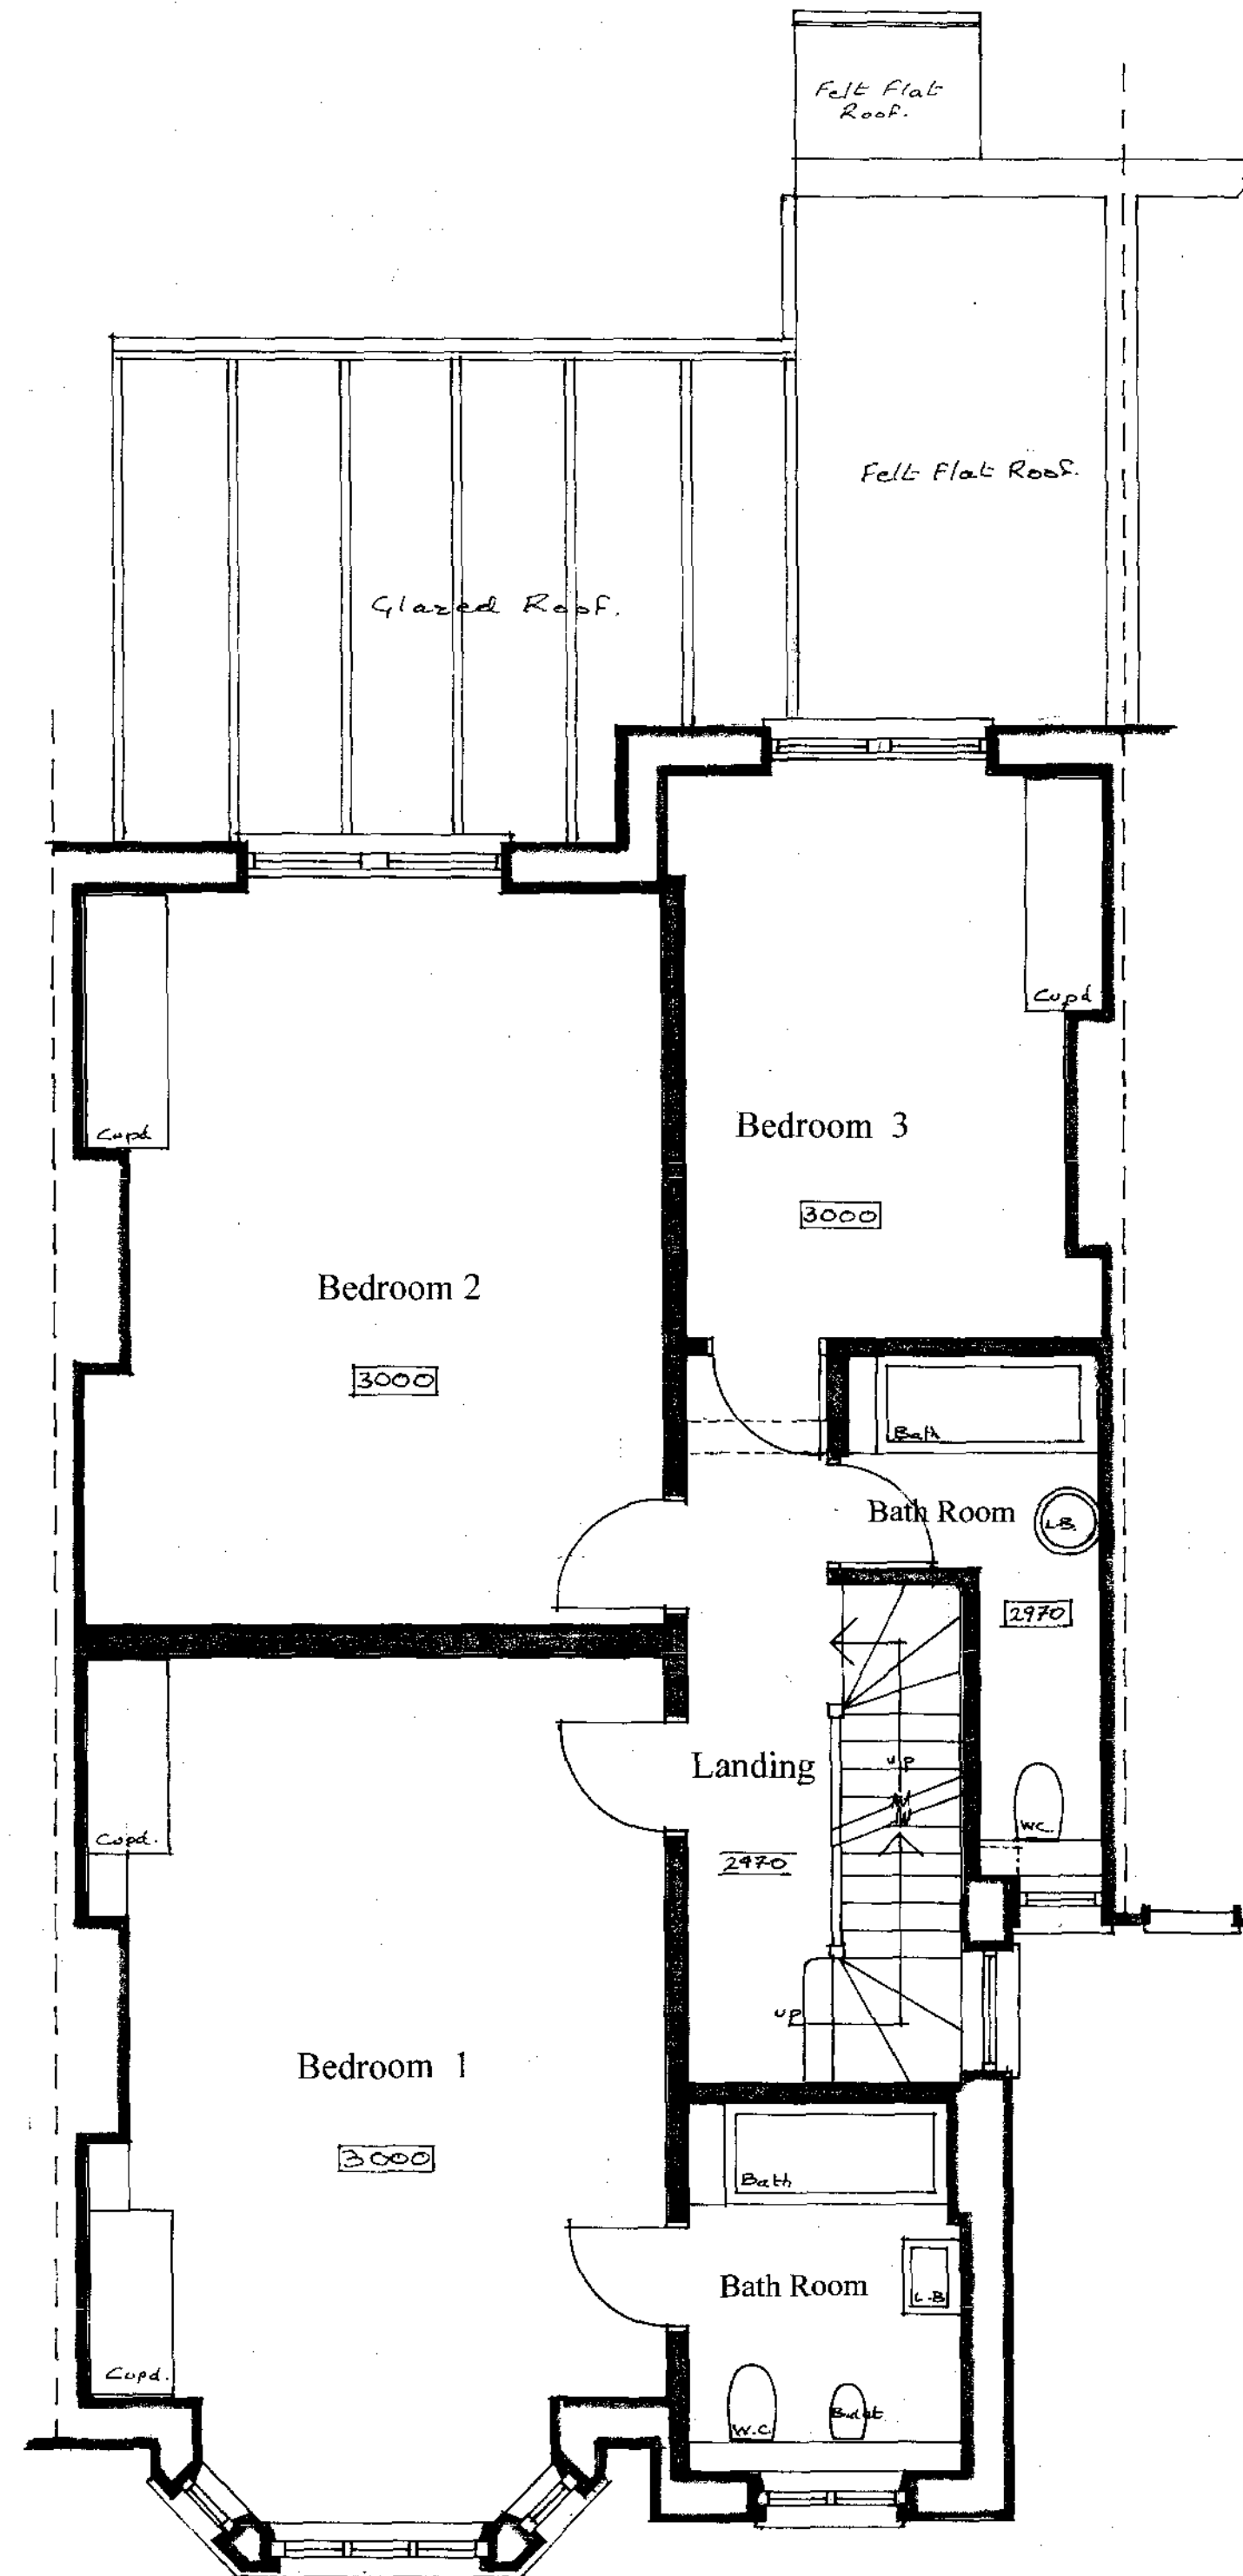 Felt Flat
Roof.
Felt Flat Roof.
Glazed Roof.
Cupd
Cupd
Bedroom 3
3000
Bedroom 2
3000
Bath
Bath Room
L.B.
2970
Landing
up
Cupd.
WC.
2970
up
Bedroom 1
3000
Bath
Bath Room
L.B
Cupd.
W.C
Bidet